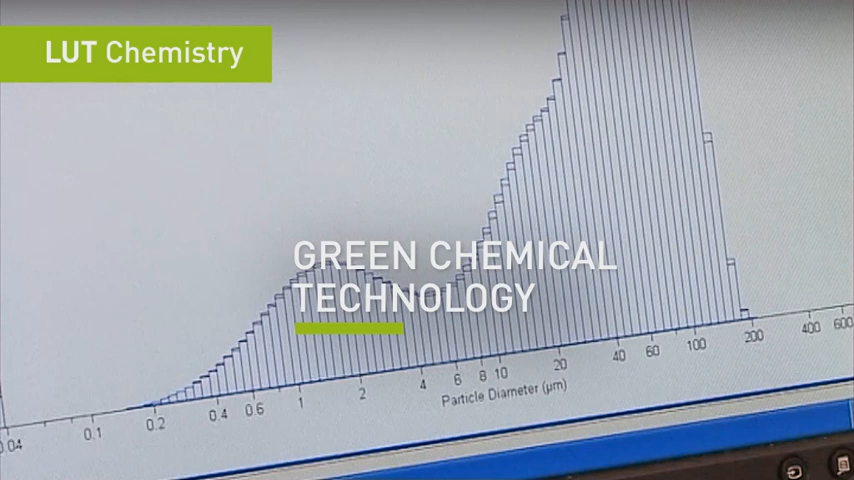 LUT Chemistry
GREEN CHEMICAL
TECHNOLOGY
0.04 0.1 0.2 0.4 0.6 1 2 4 6 8 10 20 40 60 100 200 400 600
Particle Diameter (µm)